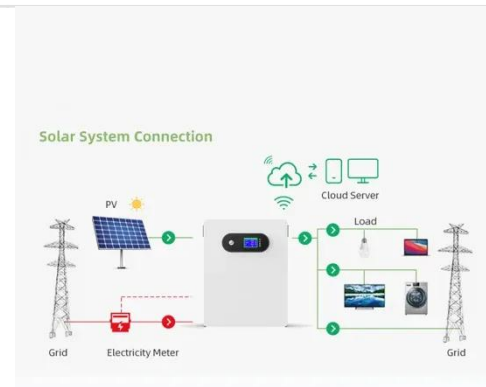 Solar System Connection
Cloud Server
PV
Load
Grid
Electricity Meter
Grid